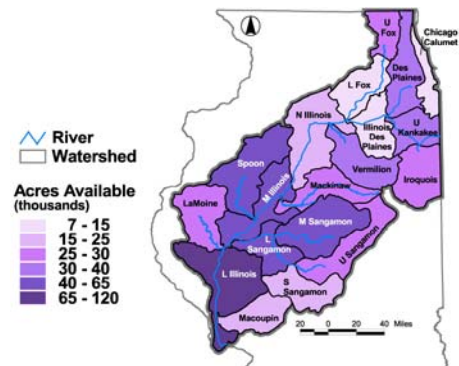 U
Fox
Chicago
Calumet
Des
Plaines
L Fox
N Illinois
Illinois
Des
Plaines
U
Kankakee
River
Watershed
Spoon
M Illinois
Vermilion
Iroquois
Mackinaw
Acres Available
(thousands)
7 - 15
15 - 25
25 - 30
30 - 40
40 - 65
65 - 120
LaMoine
M Sangamon
L
Sangamon
U Sangamon
L Illinois
S
Sangamon
Macoupin
20 0 20 40 Miles